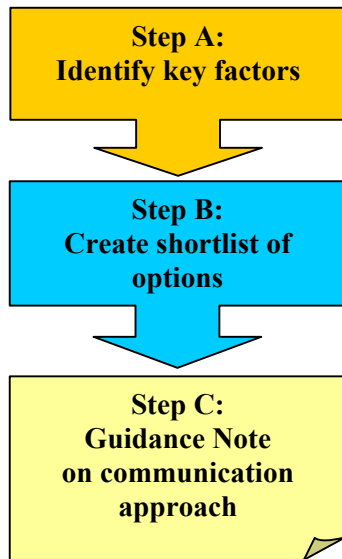 Step A:
Identify key factors
Step B:
Create shortlist of
options
Step C:
Guidance Note
on communication
approach